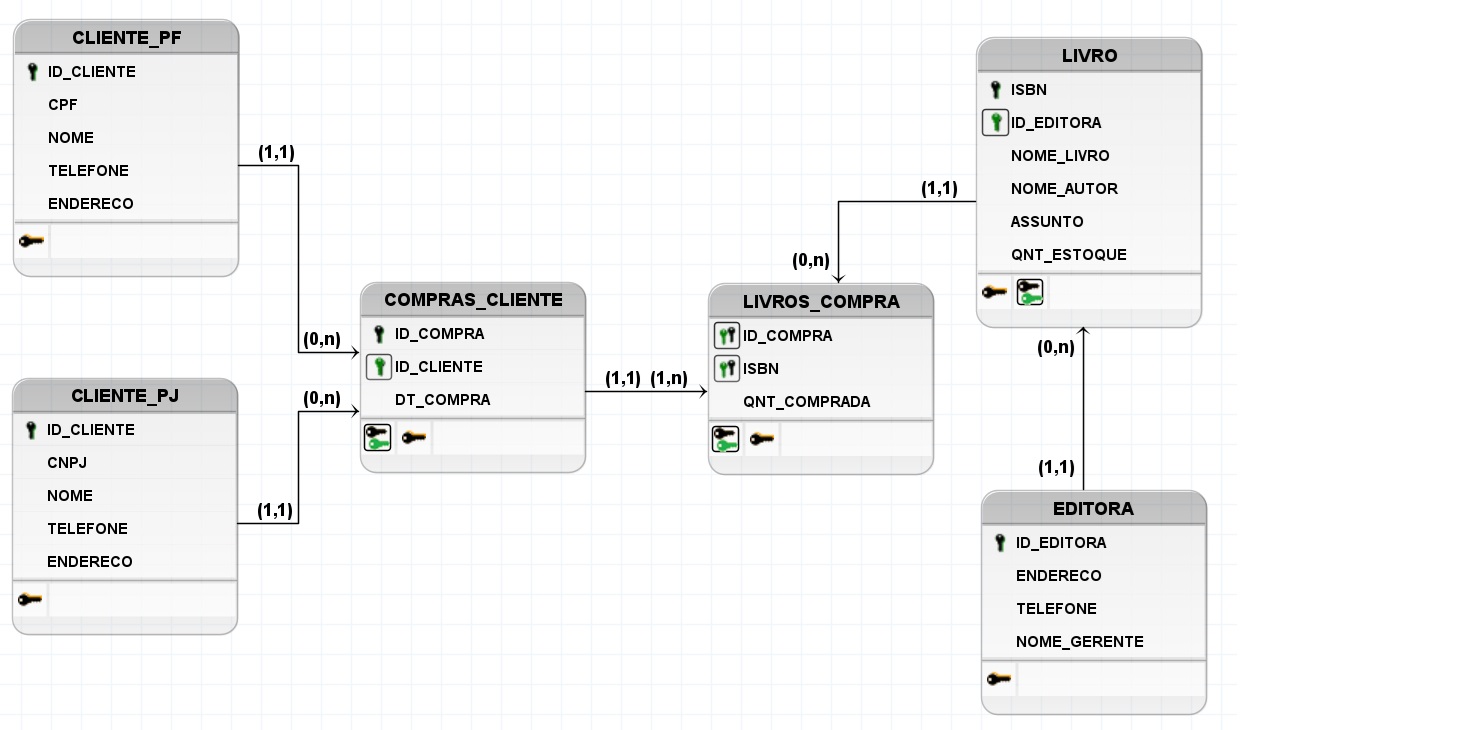 CLIENTE_PF
ID_CLIENTE
CPF
NOME
TELEFONE
ENDERECO
(1,1)
(0,n)
CLIENTE_PJ
ID_CLIENTE
CNPJ
NOME
TELEFONE
ENDERECO
(0,n)
(1,1)
COMPRAS_CLIENTE
ID_COMPRA
ID_CLIENTE
DT_COMPRA
(1,1) (1,n)
LIVROS_COMPRA
ID_COMPRA
ISBN
QNT_COMPRADA
(1,1)
(0,n)
LIVRO
ISBN
ID_EDITORA
NOME_LIVRO
NOME_AUTOR
ASSUNTO
QNT_ESTOQUE
(0,n)
(1,1)
EDITORA
ID_EDITORA
ENDERECO
TELEFONE
NOME_GERENTE